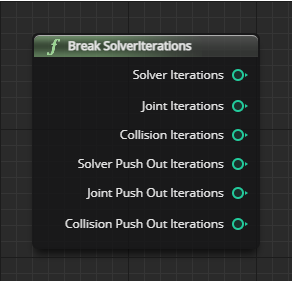 f Break SolverIterations
Solver Iterations
Joint Iterations
Collision Iterations
Solver Push Out Iterations
Joint Push Out Iterations
Collision Push Out Iterations